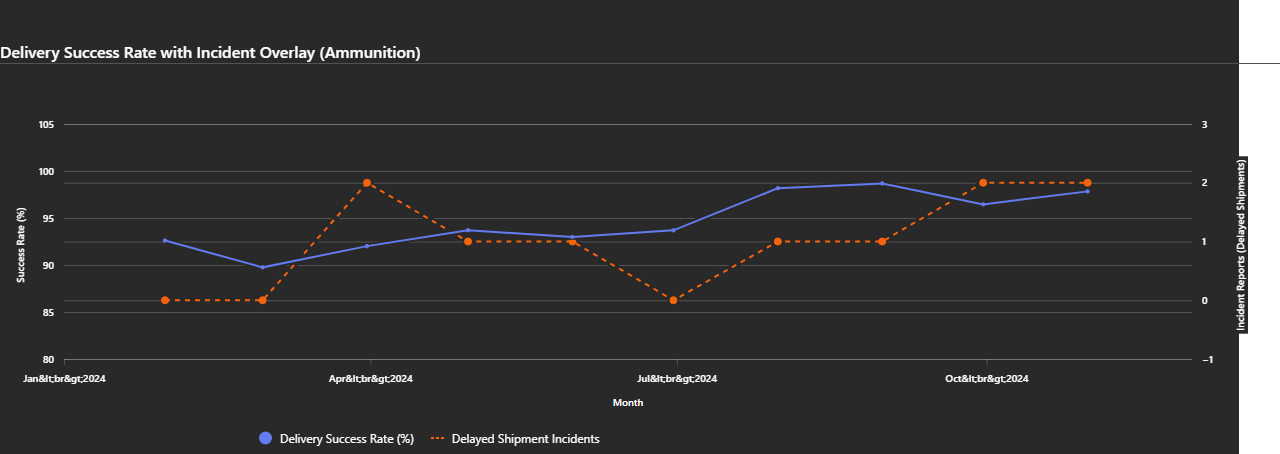 Delivery Success Rate with Incident Overlay (Ammunition)
105
100
95
90
85
80
Success Rate (%)
3
2
1
0
−1
Incident Reports (Delayed Shipments)
Jan&lt;br&gt;2024
Apr&lt;br&gt;2024
Jul&lt;br&gt;2024
Oct&lt;br&gt;2024
Month
Delivery Success Rate (%)
Delayed Shipment Incidents